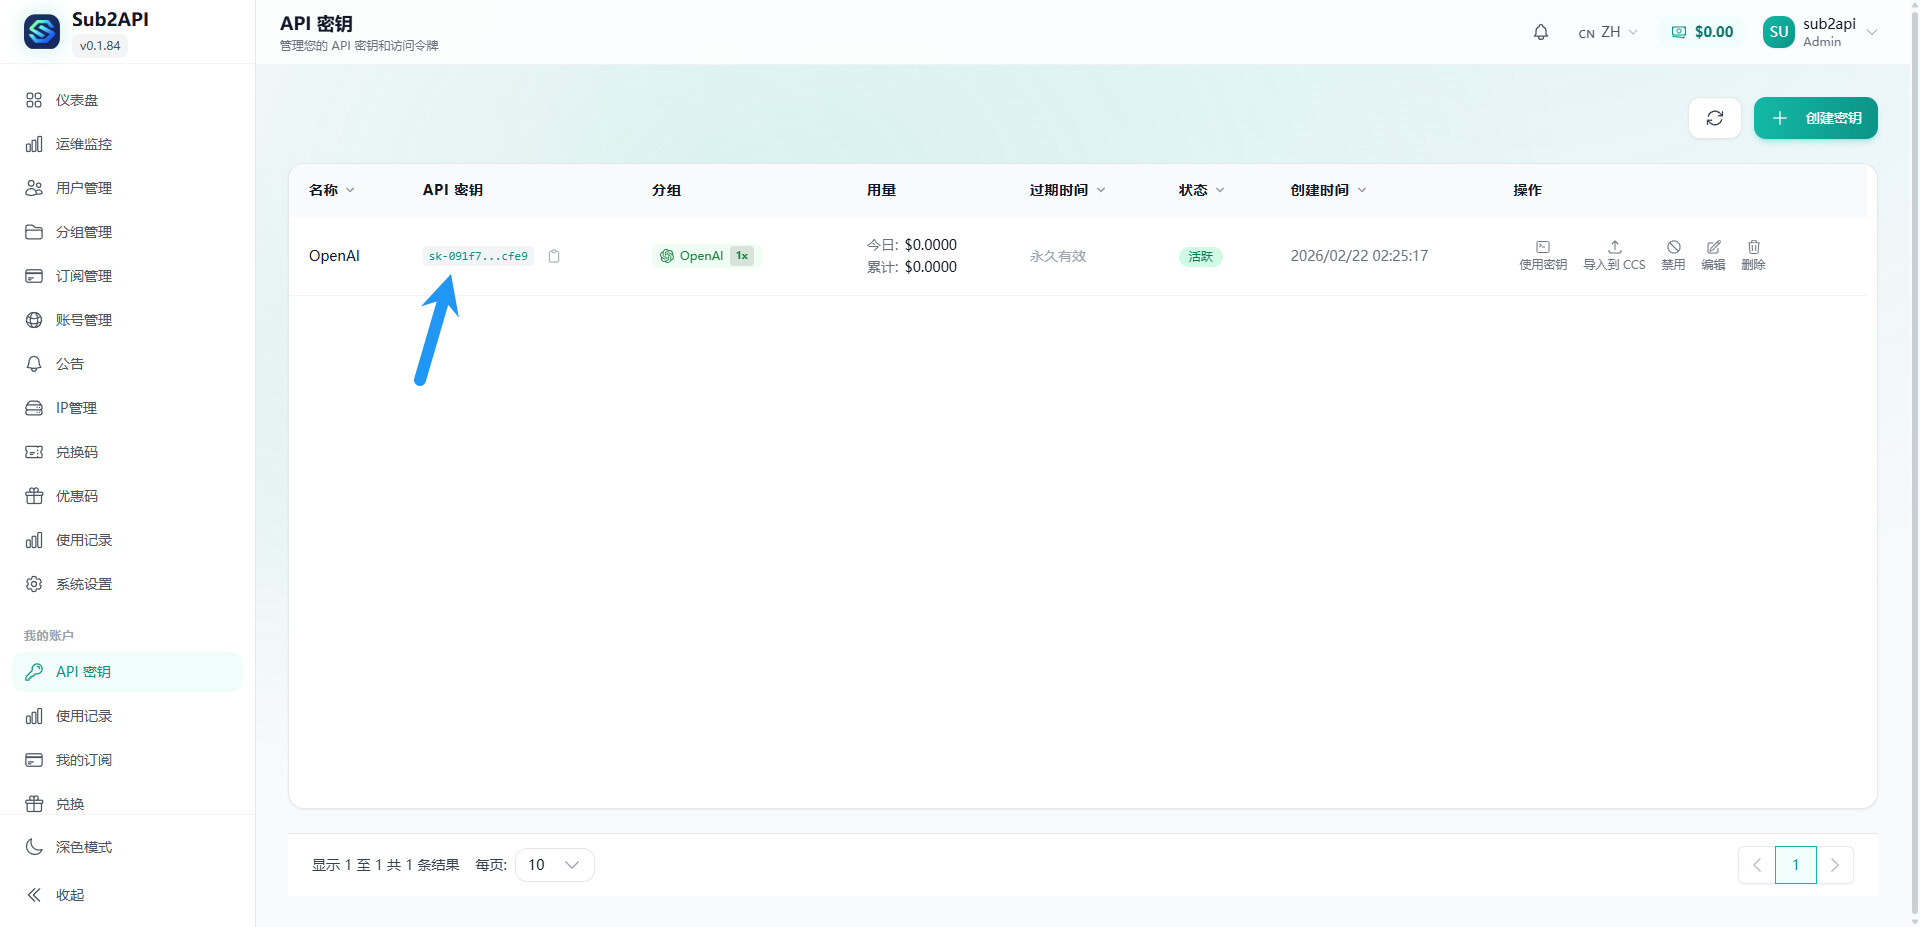 Sub2API
v0.1.84
仪表盘
运维监控
用户管理
分组管理
订阅管理
账号管理
公告
IP管理
兑换码
优惠码
使用记录
系统设置
我的账户
API 密钥
使用记录
我的订阅
兑换
深色模式
收起
API 密钥
管理您的 API 密钥和访问令牌
CN ZH
$0.00
SU
sub2api
Admin
创建密钥
名称 API 密钥 分组 用量 过期时间 状态 创建时间 操作
OpenAI sk-091f7...cfe9 OpenAI 1x 今日: $0.0000 永久有效 活跃 2026/02/22 02:25:17 使用密钥 导入到 CCS 禁用 编辑 删除
累计: $0.0000
显示 1 至 1 共 1 条结果 每页: 10
1